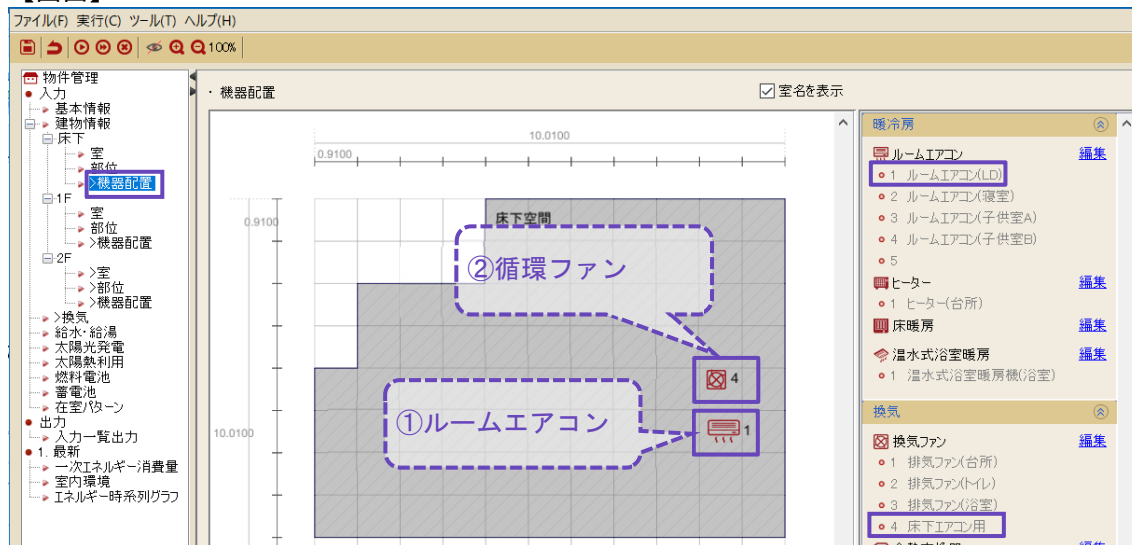 【画面】
ファイル(F) 実行(C) ツール(T) ヘルプ(H)
100%
物件管理
入力
基本情報
建物情報
床下
室
部位
>機器配置
1F
室
部位
>機器配置
2F
>室
>部位
>機器配置
>換気
給水・給湯
太陽光発電
太陽熱利用
燃料電池
蓄電池
在室パターン
出力
入力一覧出力
1. 最新
一次エネルギー消費量
室内環境
エネルギー時系列グラフ
・ 機器配置
室名を表示
10.0100
0.9100
0.9100
床下空間
②循環ファン
4
①ルームエアコン
1
10.0100
暖冷房
ルームエアコン 編集
1 ルームエアコン(LD)
2 ルームエアコン(寝室)
3 ルームエアコン(子供室A)
4 ルームエアコン(子供室B)
5
ヒーター 編集
1 ヒーター(台所)
床暖房 編集
温水式浴室暖房 編集
1 温水式浴室暖房機(浴室)
換気
換気ファン 編集
1 排気ファン(台所)
2 排気ファン(トイレ)
3 排気ファン(浴室)
4 床下エアコン用